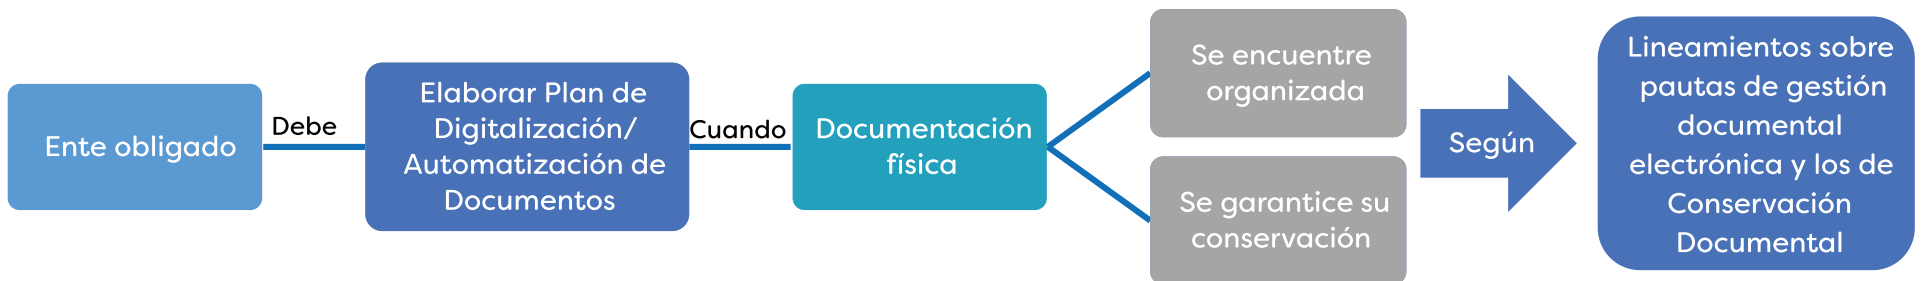 Ente obligado
Debe
Elaborar Plan de
Digitalización/
Automatización de
Documentos
Cuando
Documentación
física
Se encuentre
organizada
Se garantice su
conservación
Según
Lineamientos sobre
pautas de gestión
documental
electrónica y los de
Conservación
Documental